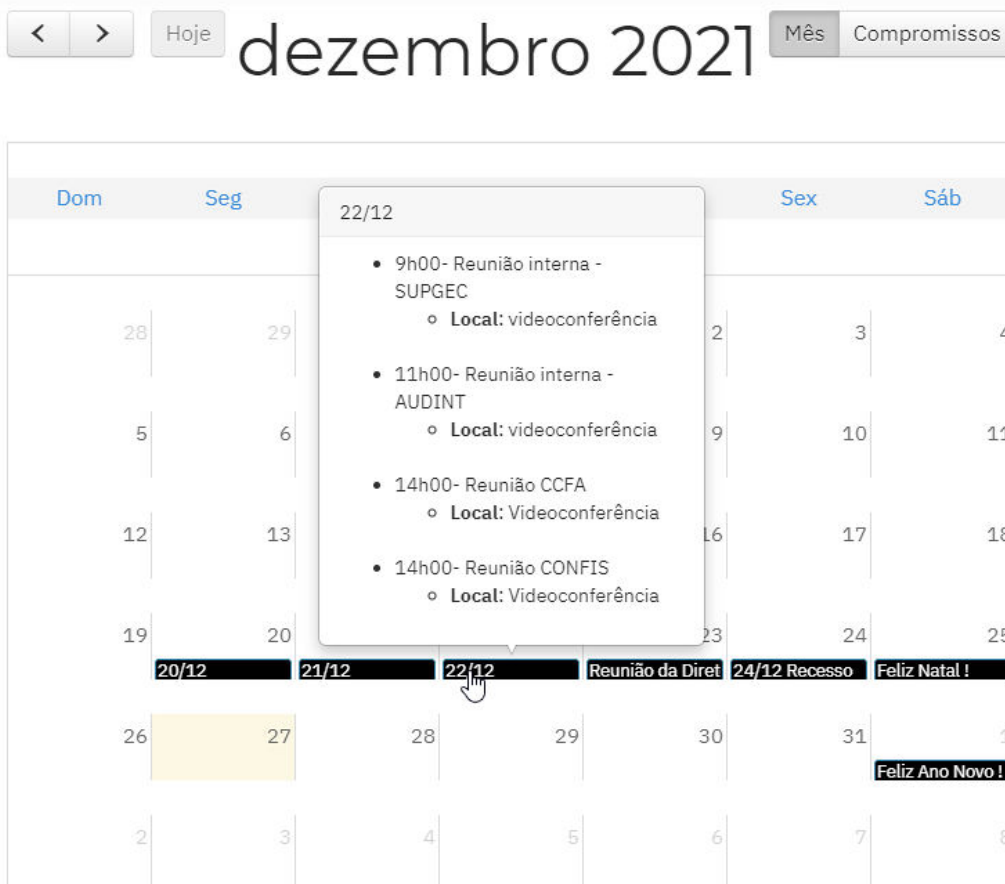 Hoje
dezembro 2021
Mês
Compromissos
Dom
Seg
Sex
Sáb
22/12
• 9h00- Reunião interna -
SUPGEC
○ Local: videoconferência
• 11h00- Reunião interna -
AUDINT
○ Local: videoconferência
• 14h00- Reunião CCFA
○ Local: Videoconferência
• 14h00- Reunião CONFIS
○ Local: Videoconferência
28 29 2 3
5 6 9 10 11
12 13 16 17 18
19 20 23 24 25
20/12 21/12 22/12 Reunião da Diret 24/12 Recesso Feliz Natal !
26 27 28 29 30 31
Feliz Ano Novo !
2 3 4 5 6 7